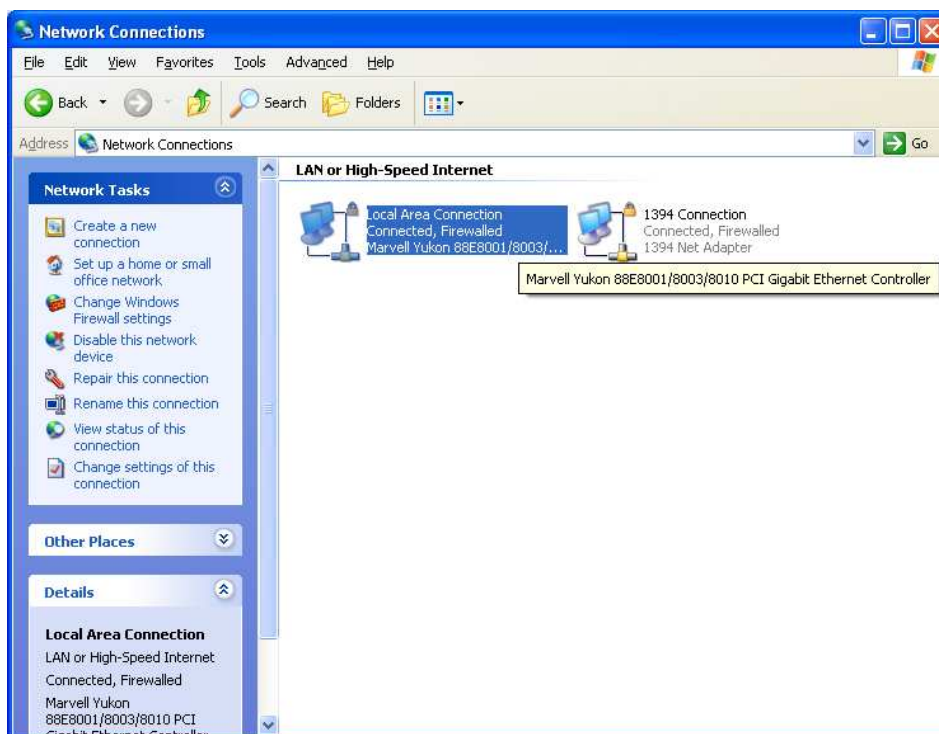 Network Connections
File Edit View Favorites Tools Advanced Help
Back Search Folders
Address Network Connections Go
Network Tasks
Create a new
connection
Set up a home or small
office network
Change Windows
Firewall settings
Disable this network
device
Repair this connection
Rename this connection
View status of this
connection
Change settings of this
connection
Other Places
Details
Local Area Connection
LAN or High-Speed Internet
Connected, Firewalled
Marvell Yukon
88E8001/8003/8010 PCI
Gigabit Ethernet Controller
LAN or High-Speed Internet
Local Area Connection
Connected, Firewalled
Marvell Yukon 88E8001/8003/...
1394 Connection
Connected, Firewalled
1394 Net Adapter
Marvell Yukon 88E8001/8003/8010 PCI Gigabit Ethernet Controller